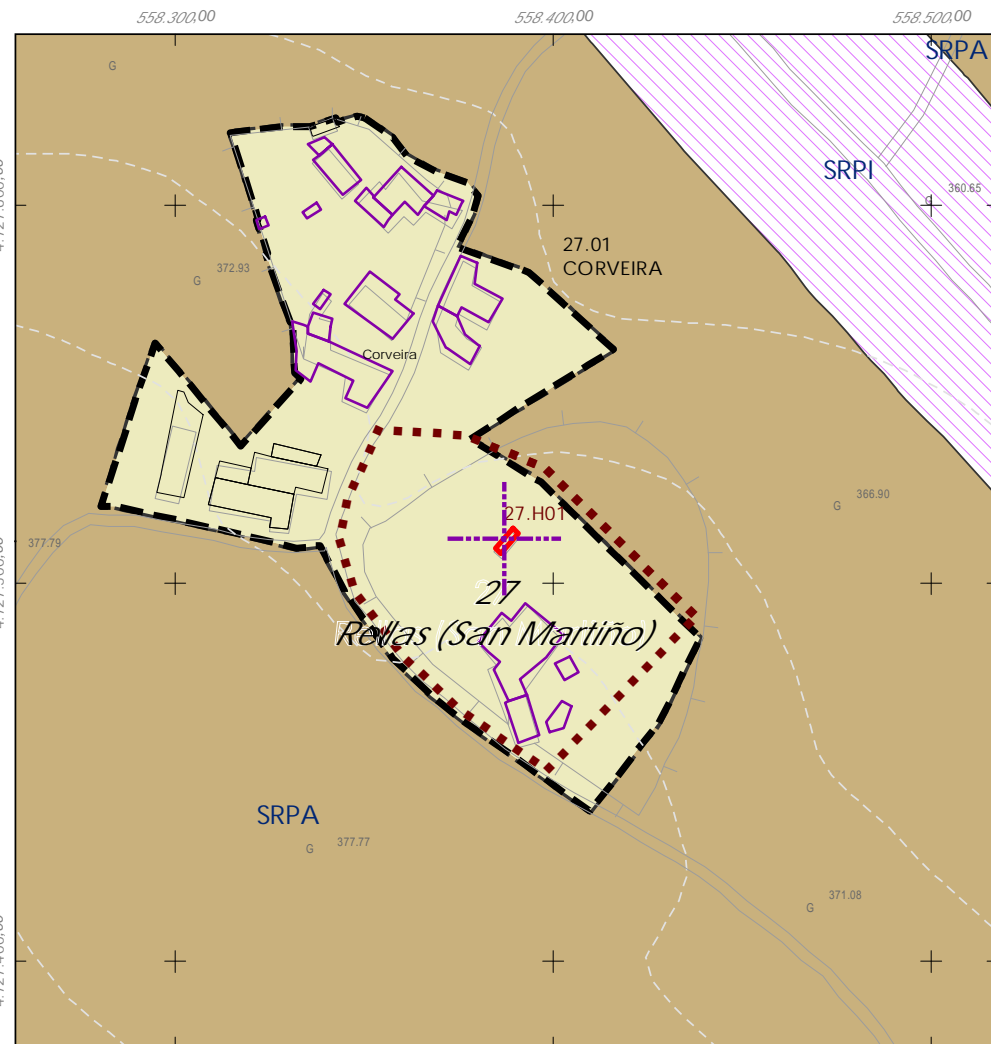 558.300,00
558.400,00
558.500,00
SRPA
G
SRPI
360.65
G
27.01
CORVEIRA
372.93
G
Corveira
366.90
G
27.H01
377.79
27
Rellas (San Martiño)
SRPA
377.77
G
371.08
G